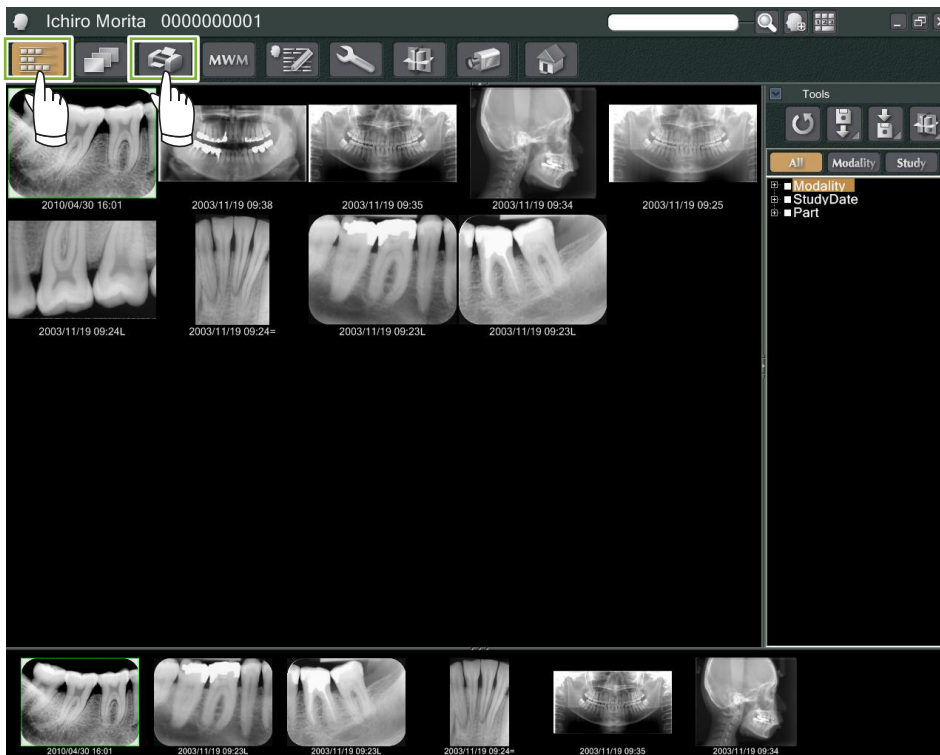 Ichiro Morita 0000000001
MWM
Tools
All Modality Study
Modality
StudyDate
Part
2010/04/30 16:01 2003/11/19 09:38 2003/11/19 09:35 2003/11/19 09:34 2003/11/19 09:25
2003/11/19 09:24L 2003/11/19 09:24= 2003/11/19 09:23L 2003/11/19 09:23L
2010/04/30 16:01 2003/11/19 09:23L 2003/11/19 09:23L 2003/11/19 09:24= 2003/11/19 09:35 2003/11/19 09:34